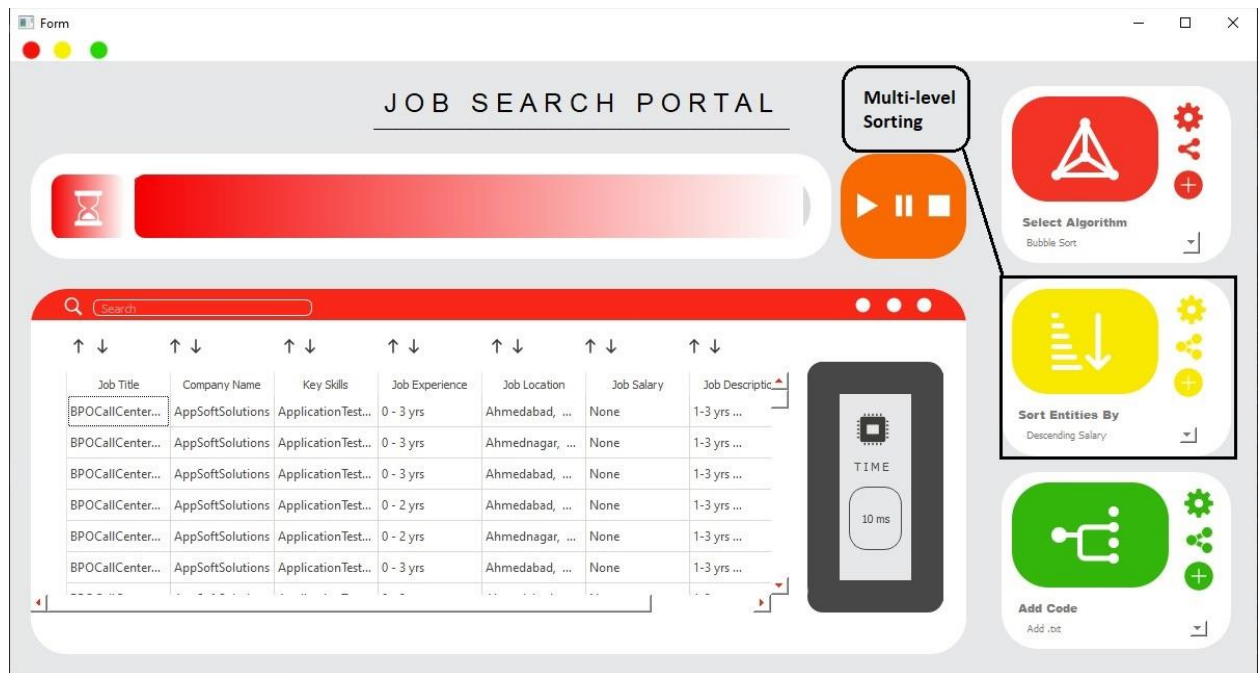 Form
JOB SEARCH PORTAL
Multi-level
Sorting
Select Algorithm
Bubble Sort
Search
Job Title Company Name Key Skills Job Experience Job Location Job Salary Job Descriptic
BPOCallCenter... AppSoftSolutions ApplicationTest... 0 - 3 yrs Ahmedabad, ... None 1-3 yrs ...
BPOCallCenter... AppSoftSolutions ApplicationTest... 0 - 3 yrs Ahmednagar, ... None 1-3 yrs ...
BPOCallCenter... AppSoftSolutions ApplicationTest... 0 - 3 yrs Ahmedabad, ... None 1-3 yrs ...
BPOCallCenter... AppSoftSolutions ApplicationTest... 0 - 2 yrs Ahmedabad, ... None 1-3 yrs ...
BPOCallCenter... AppSoftSolutions ApplicationTest... 0 - 2 yrs Ahmednagar, ... None 1-3 yrs ...
BPOCallCenter... AppSoftSolutions ApplicationTest... 0 - 3 yrs Ahmedabad, ... None 1-3 yrs ...
TIME
10 ms
Sort Entities By
Descending Salary
Add Code
Add .txt